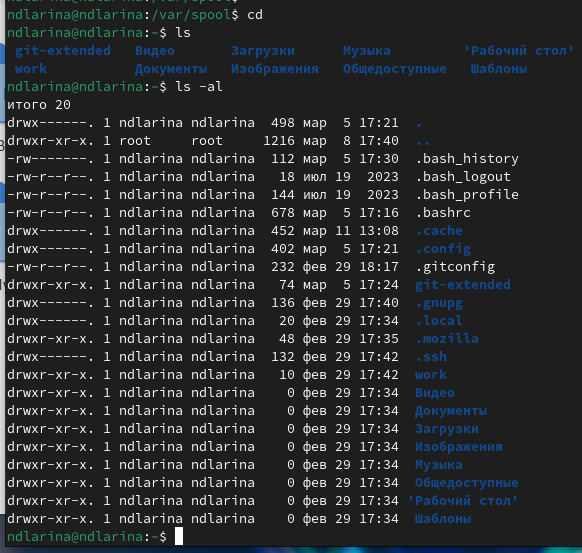 ndlarina@ndlarina:/var/spool$
ndlarina@ndlarina:/var/spool$ cd
ndlarina@ndlarina:~$ ls
git-extended Видео Загрузки Музыка 'Рабочий стол'
work Документы Изображения Общедоступные Шаблоны
ndlarina@ndlarina:~$ ls -al
итого 20
drwx------. 1 ndlarina ndlarina 498 мар 5 17:21 .
drwxr-xr-x. 1 root root 1216 мар 8 17:40 ..
-rw-------. 1 ndlarina ndlarina 112 мар 5 17:30 .bash_history
-rw-r--r--. 1 ndlarina ndlarina 18 июл 19 2023 .bash_logout
-rw-r--r--. 1 ndlarina ndlarina 144 июл 19 2023 .bash_profile
-rw-r--r--. 1 ndlarina ndlarina 678 мар 5 17:16 .bashrc
drwx------. 1 ndlarina ndlarina 452 мар 11 13:08 .cache
drwx------. 1 ndlarina ndlarina 402 мар 5 17:21 .config
-rw-r--r--. 1 ndlarina ndlarina 232 фев 29 18:17 .gitconfig
drwxr-xr-x. 1 ndlarina ndlarina 74 мар 5 17:24 git-extended
drwx------. 1 ndlarina ndlarina 136 фев 29 17:40 .gnupg
drwx------. 1 ndlarina ndlarina 20 фев 29 17:34 .local
drwxr-xr-x. 1 ndlarina ndlarina 48 фев 29 17:35 .mozilla
drwx------. 1 ndlarina ndlarina 132 фев 29 17:42 .ssh
drwxr-xr-x. 1 ndlarina ndlarina 10 фев 29 17:42 work
drwxr-xr-x. 1 ndlarina ndlarina 0 фев 29 17:34 Видео
drwxr-xr-x. 1 ndlarina ndlarina 0 фев 29 17:34 Документы
drwxr-xr-x. 1 ndlarina ndlarina 0 фев 29 17:34 Загрузки
drwxr-xr-x. 1 ndlarina ndlarina 0 фев 29 17:34 Изображения
drwxr-xr-x. 1 ndlarina ndlarina 0 фев 29 17:34 Музыка
drwxr-xr-x. 1 ndlarina ndlarina 0 фев 29 17:34 Общедоступные
drwxr-xr-x. 1 ndlarina ndlarina 0 фев 29 17:34 'Рабочий стол'
drwxr-xr-x. 1 ndlarina ndlarina 0 фев 29 17:34 Шаблоны
ndlarina@ndlarina:~$